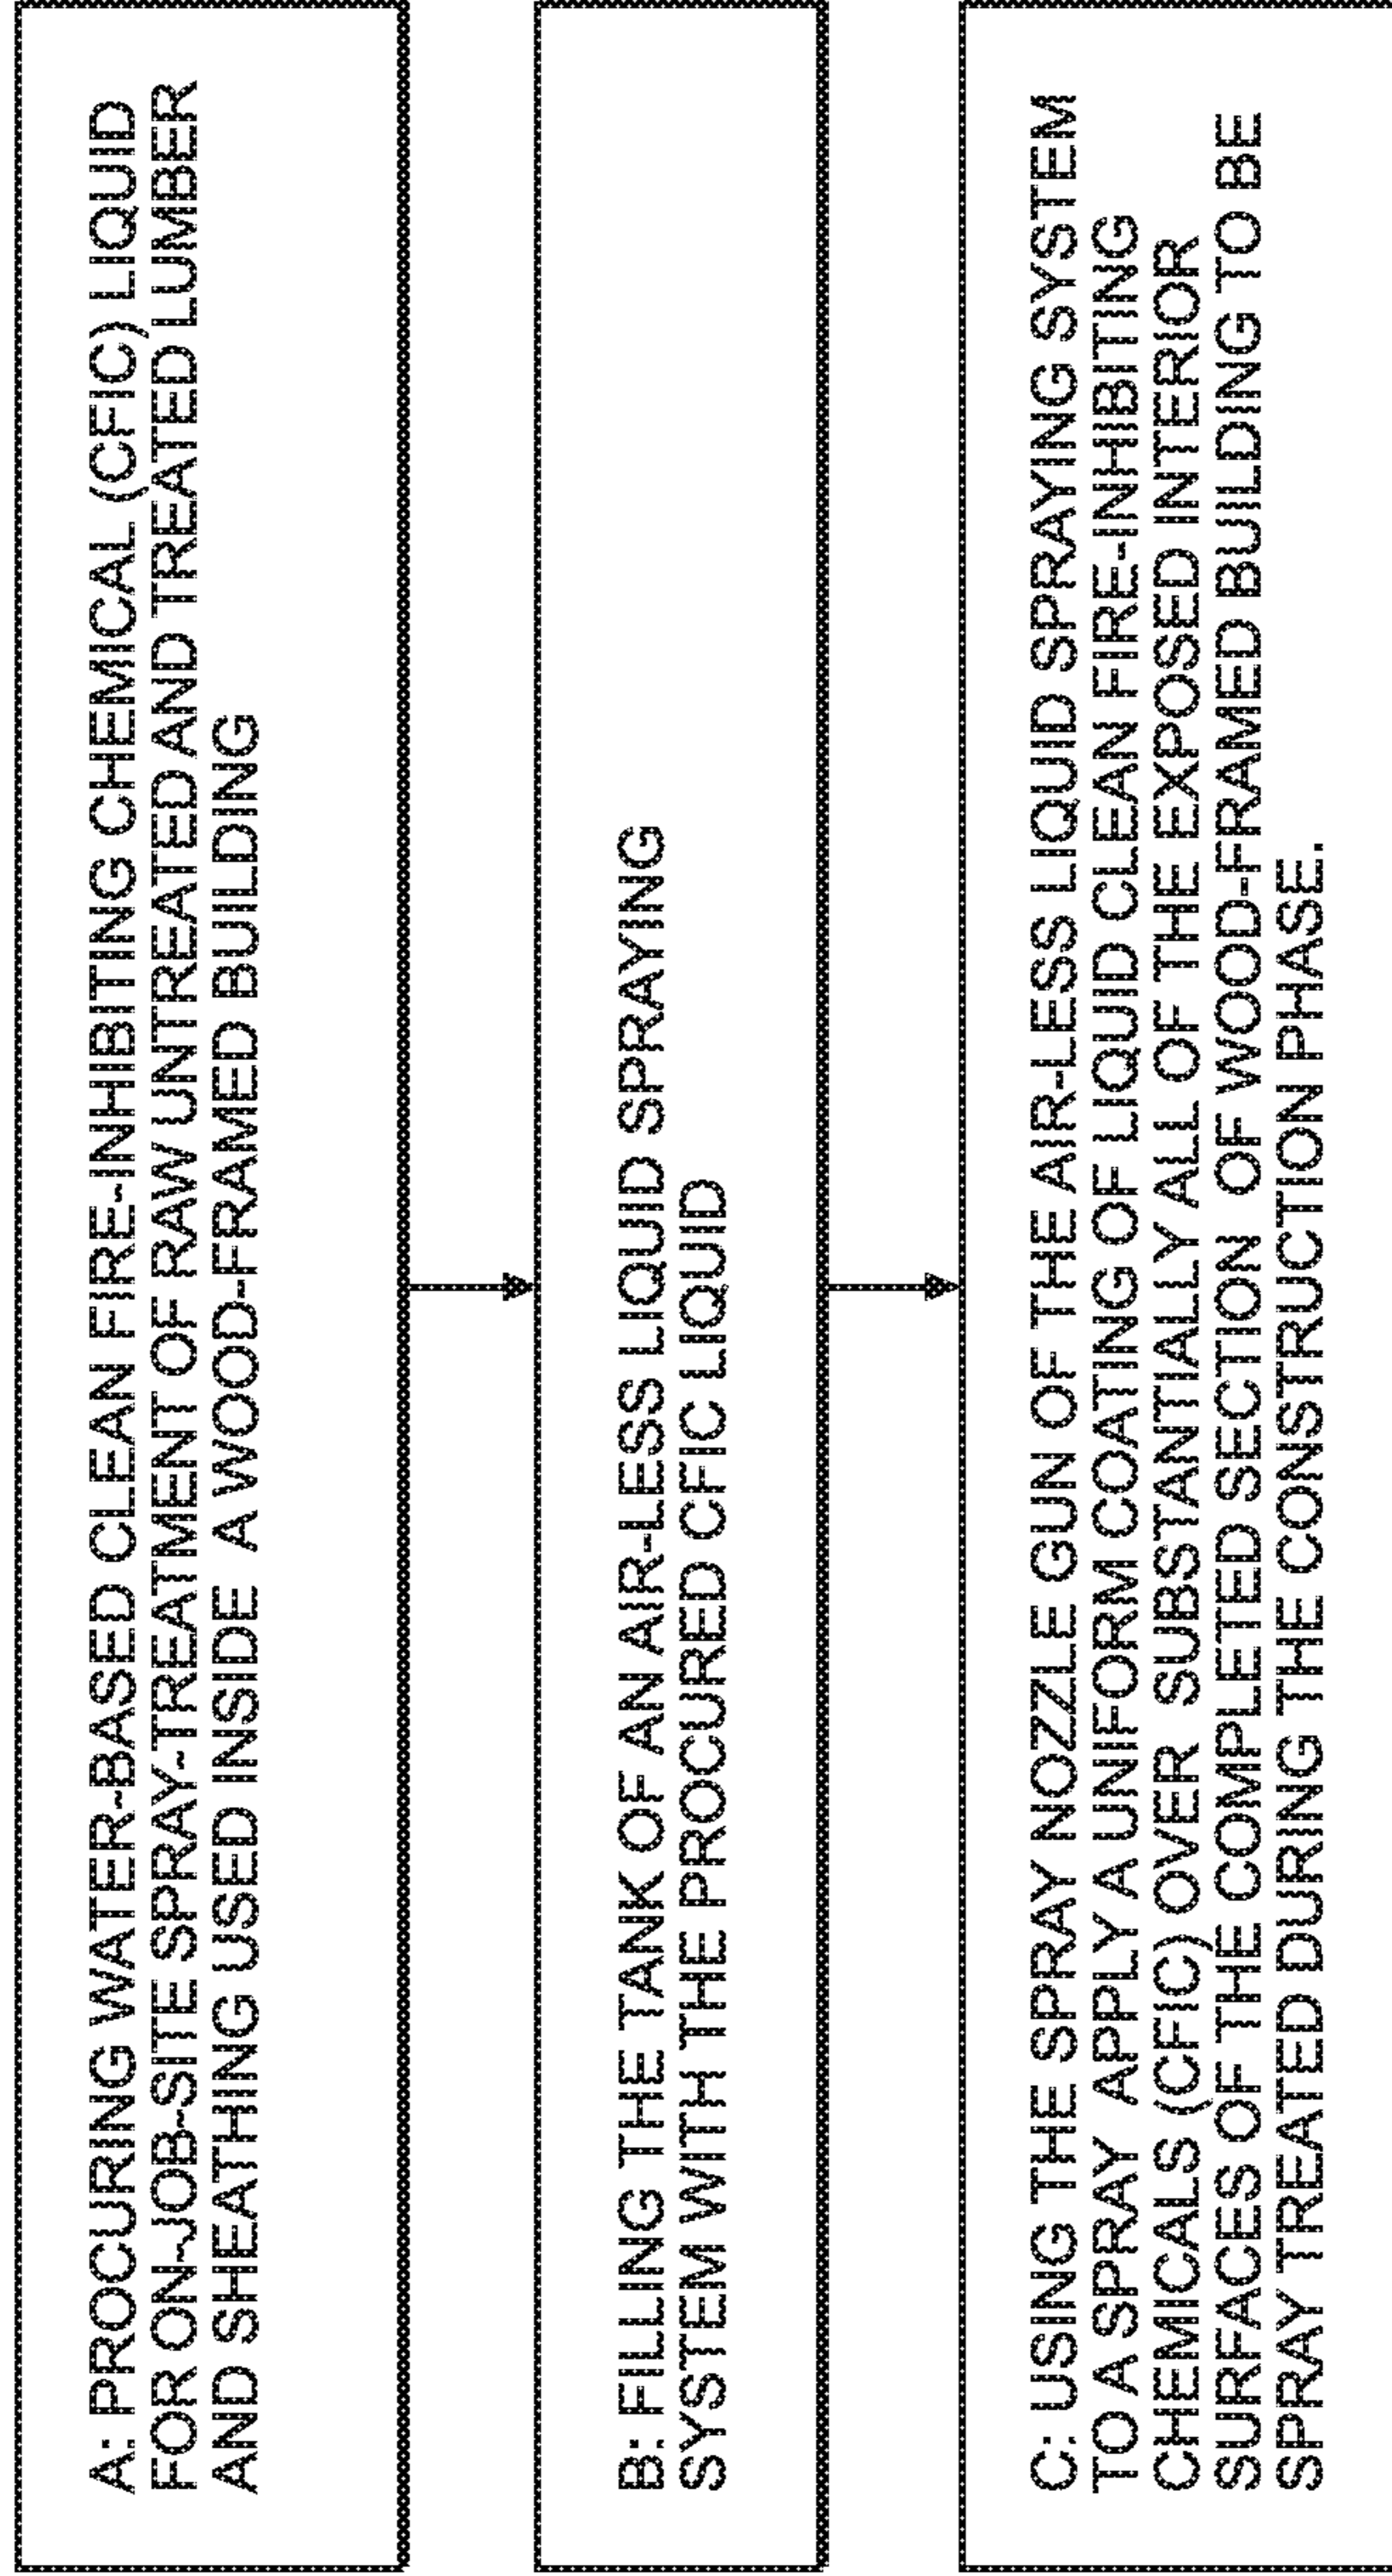 A: PROCURING WATER-BASED CLEAN FIRE-INHIBITING CHEMICAL (CFIC) LIQUID
FOR ON-JOB-SITE SPRAY-TREATMENT OF RAW UNTREATED AND TREATED LUMBER
AND SHEATHING USED INSIDE A WOOD-FRAMED BUILDING
B: FILLING THE TANK OF AN AIR-LESS LIQUID SPRAYING
SYSTEM WITH THE PROCURED CFIC LIQUID
C: USING THE SPRAY NOZZLE GUN OF THE AIR-LESS LIQUID SPRAYING SYSTEM
TO A SPRAY APPLY A UNIFORM COATING OF LIQUID CLEAN FIRE-INHIBITING
CHEMICALS (CFIC) OVER SUBSTANTIALLY ALL OF THE EXPOSED INTERIOR
SURFACES OF THE COMPLETED SECTION OF WOOD-FRAMED BUILDING TO BE
SPRAY TREATED DURING THE CONSTRUCTION PHASE.